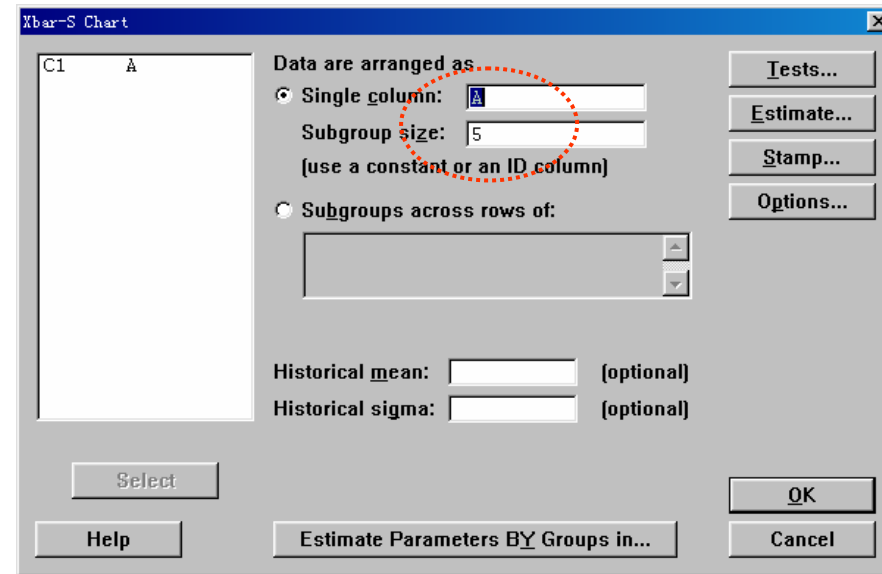 Xbar-S Chart
C1 A
Data are arranged as
Single column: A
Subgroup size: 5
(use a constant or an ID column)
Subgroups across rows of:
Historical mean: (optional)
Historical sigma: (optional)
Tests...
Estimate...
Stamp...
Options...
Select
Help
Estimate Parameters BY Groups in...
OK
Cancel